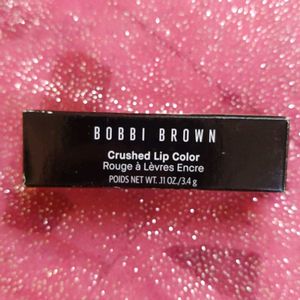 BOBBI BROWN
Crushed Lip Color
Rouge à Lèvres Encre
POIDS NET WT. .11 OZ./3.4 g